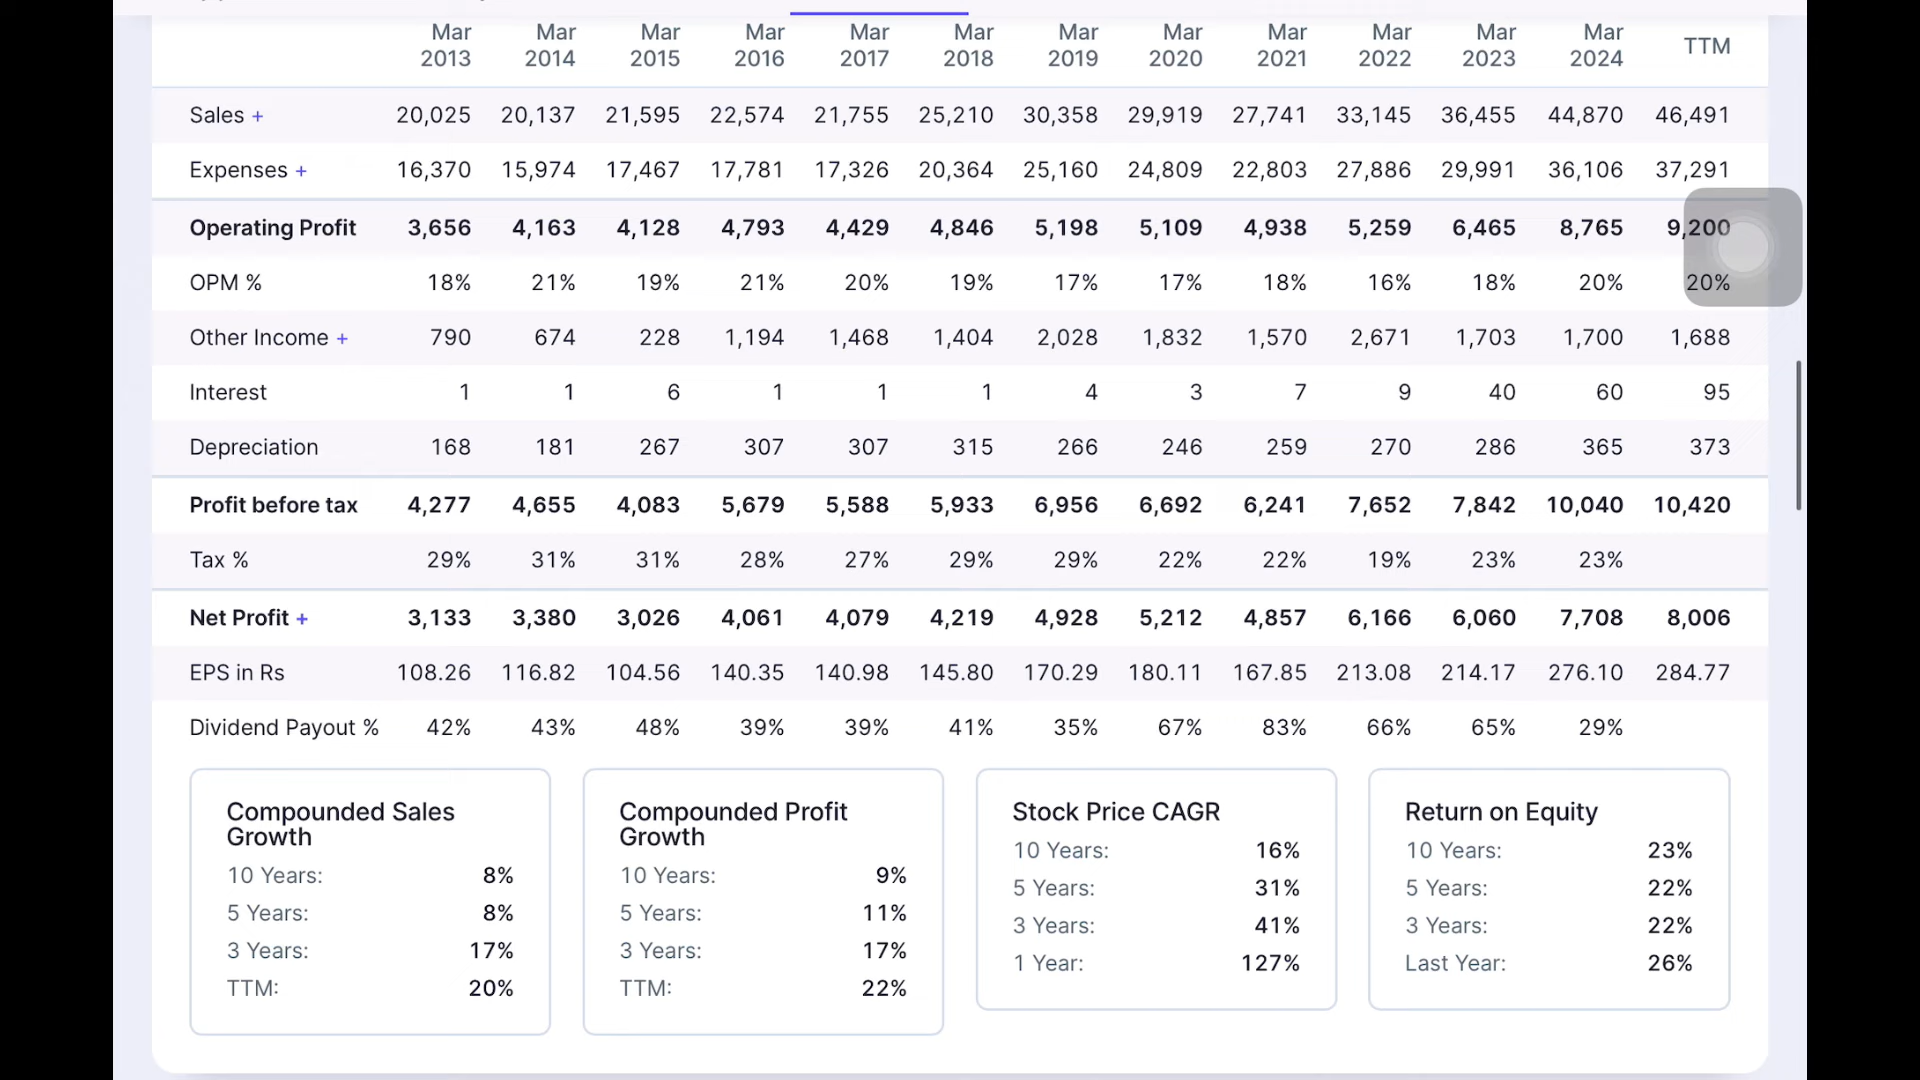 Mar 2013 Mar 2014 Mar 2015 Mar 2016 Mar 2017 Mar 2018 Mar 2019 Mar 2020 Mar 2021 Mar 2022 Mar 2023 Mar 2024 TTM
Sales + 20,025 20,137 21,595 22,574 21,755 25,210 30,358 29,919 27,741 33,145 36,455 44,870 46,491
Expenses + 16,370 15,974 17,467 17,781 17,326 20,364 25,160 24,809 22,803 27,886 29,991 36,106 37,291
Operating Profit 3,656 4,163 4,128 4,793 4,429 4,846 5,198 5,109 4,938 5,259 6,465 8,765 9,200
OPM % 18% 21% 19% 21% 20% 19% 17% 17% 18% 16% 18% 20% 20%
Other Income + 790 674 228 1,194 1,468 1,404 2,028 1,832 1,570 2,671 1,703 1,700 1,688
Interest 1 1 6 1 1 1 4 3 7 9 40 60 95
Depreciation 168 181 267 307 307 315 266 246 259 270 286 365 373
Profit before tax 4,277 4,655 4,083 5,679 5,588 5,933 6,956 6,692 6,241 7,652 7,842 10,040 10,420
Tax % 29% 31% 31% 28% 27% 29% 29% 22% 22% 19% 23% 23%
Net Profit + 3,133 3,380 3,026 4,061 4,079 4,219 4,928 5,212 4,857 6,166 6,060 7,708 8,006
EPS in Rs 108.26 116.82 104.56 140.35 140.98 145.80 170.29 180.11 167.85 213.08 214.17 276.10 284.77
Dividend Payout % 42% 43% 48% 39% 39% 41% 35% 67% 83% 66% 65% 29%
Compounded Sales
Growth
10 Years: 8%
5 Years: 8%
3 Years: 17%
TTM: 20%
Compounded Profit
Growth
10 Years: 9%
5 Years: 11%
3 Years: 17%
TTM: 22%
Stock Price CAGR
10 Years: 16%
5 Years: 31%
3 Years: 41%
1 Year: 127%
Return on Equity
10 Years: 23%
5 Years: 22%
3 Years: 22%
Last Year: 26%